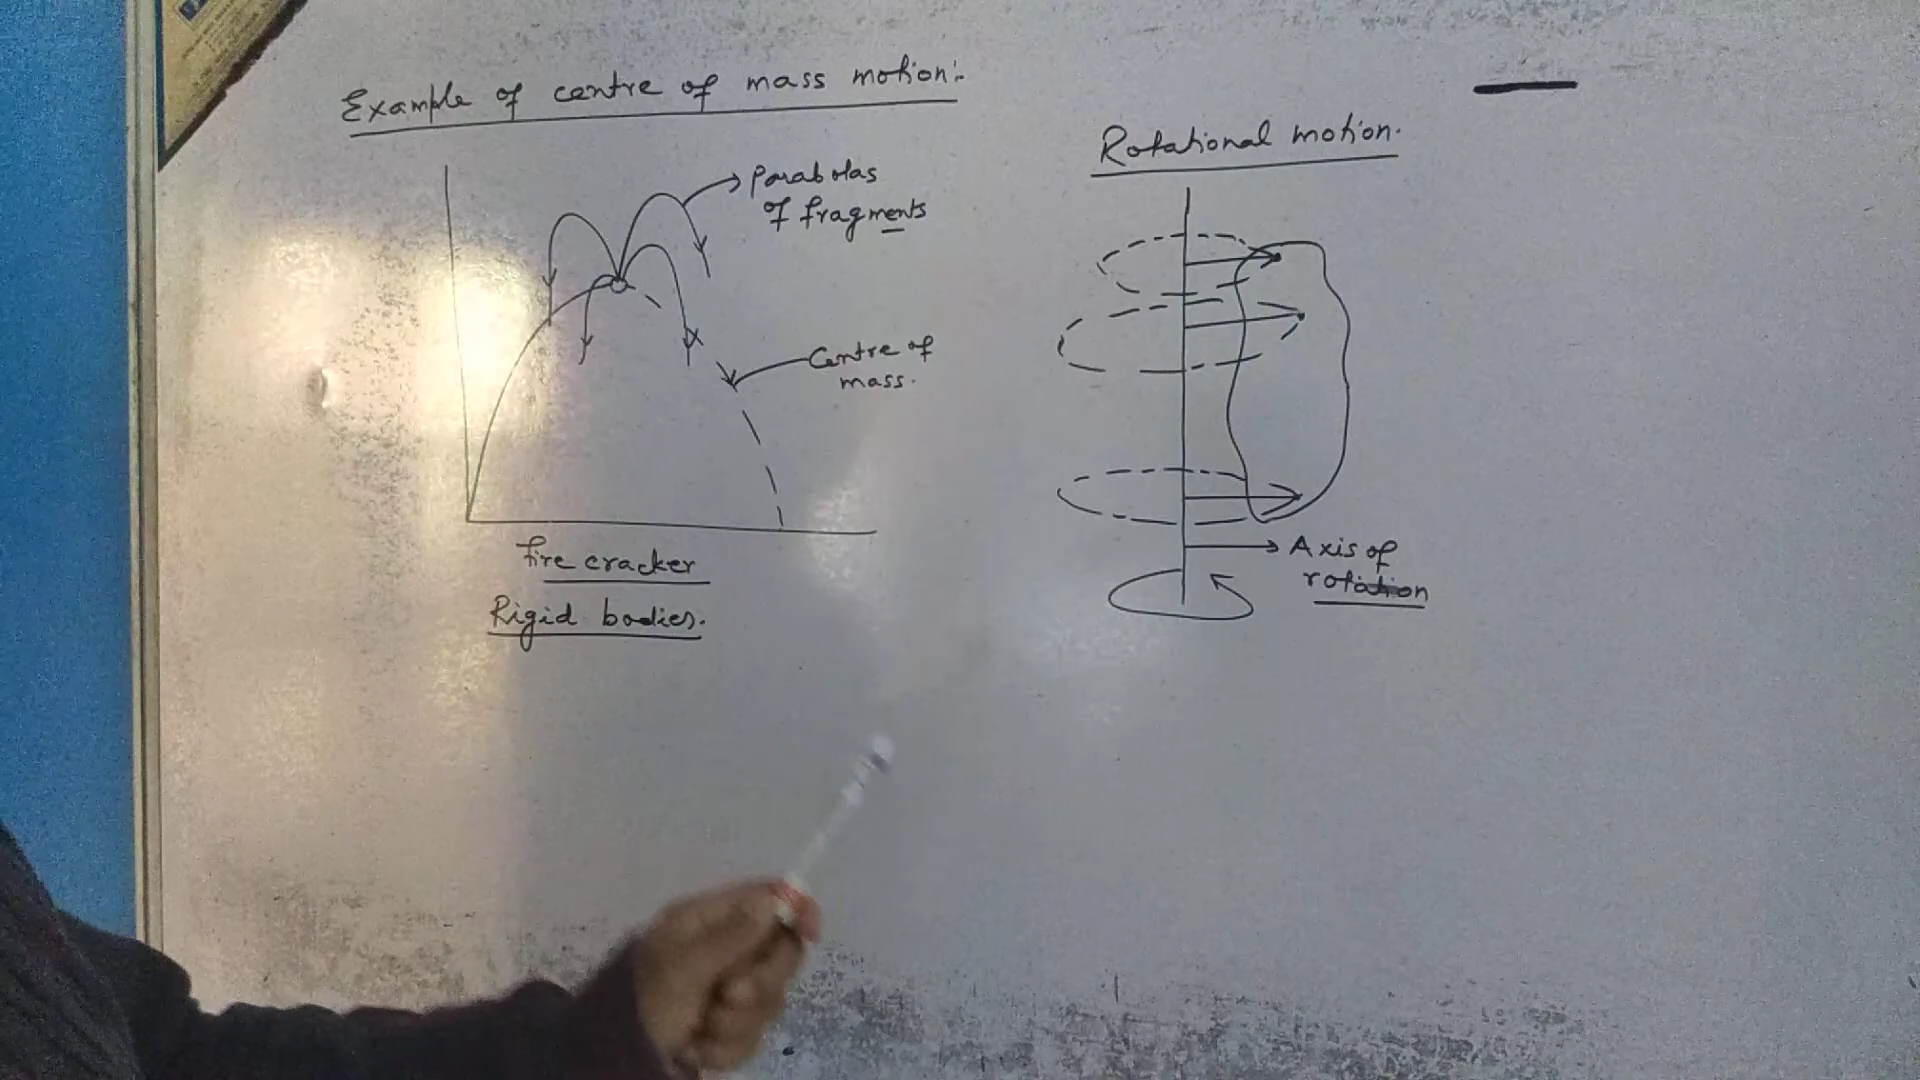 Example of centre of mass motion:-
Parabolas
of fragments
Centre of
mass.
Fire cracker
Rigid bodies.
Rotational motion.
Axis of
rotation